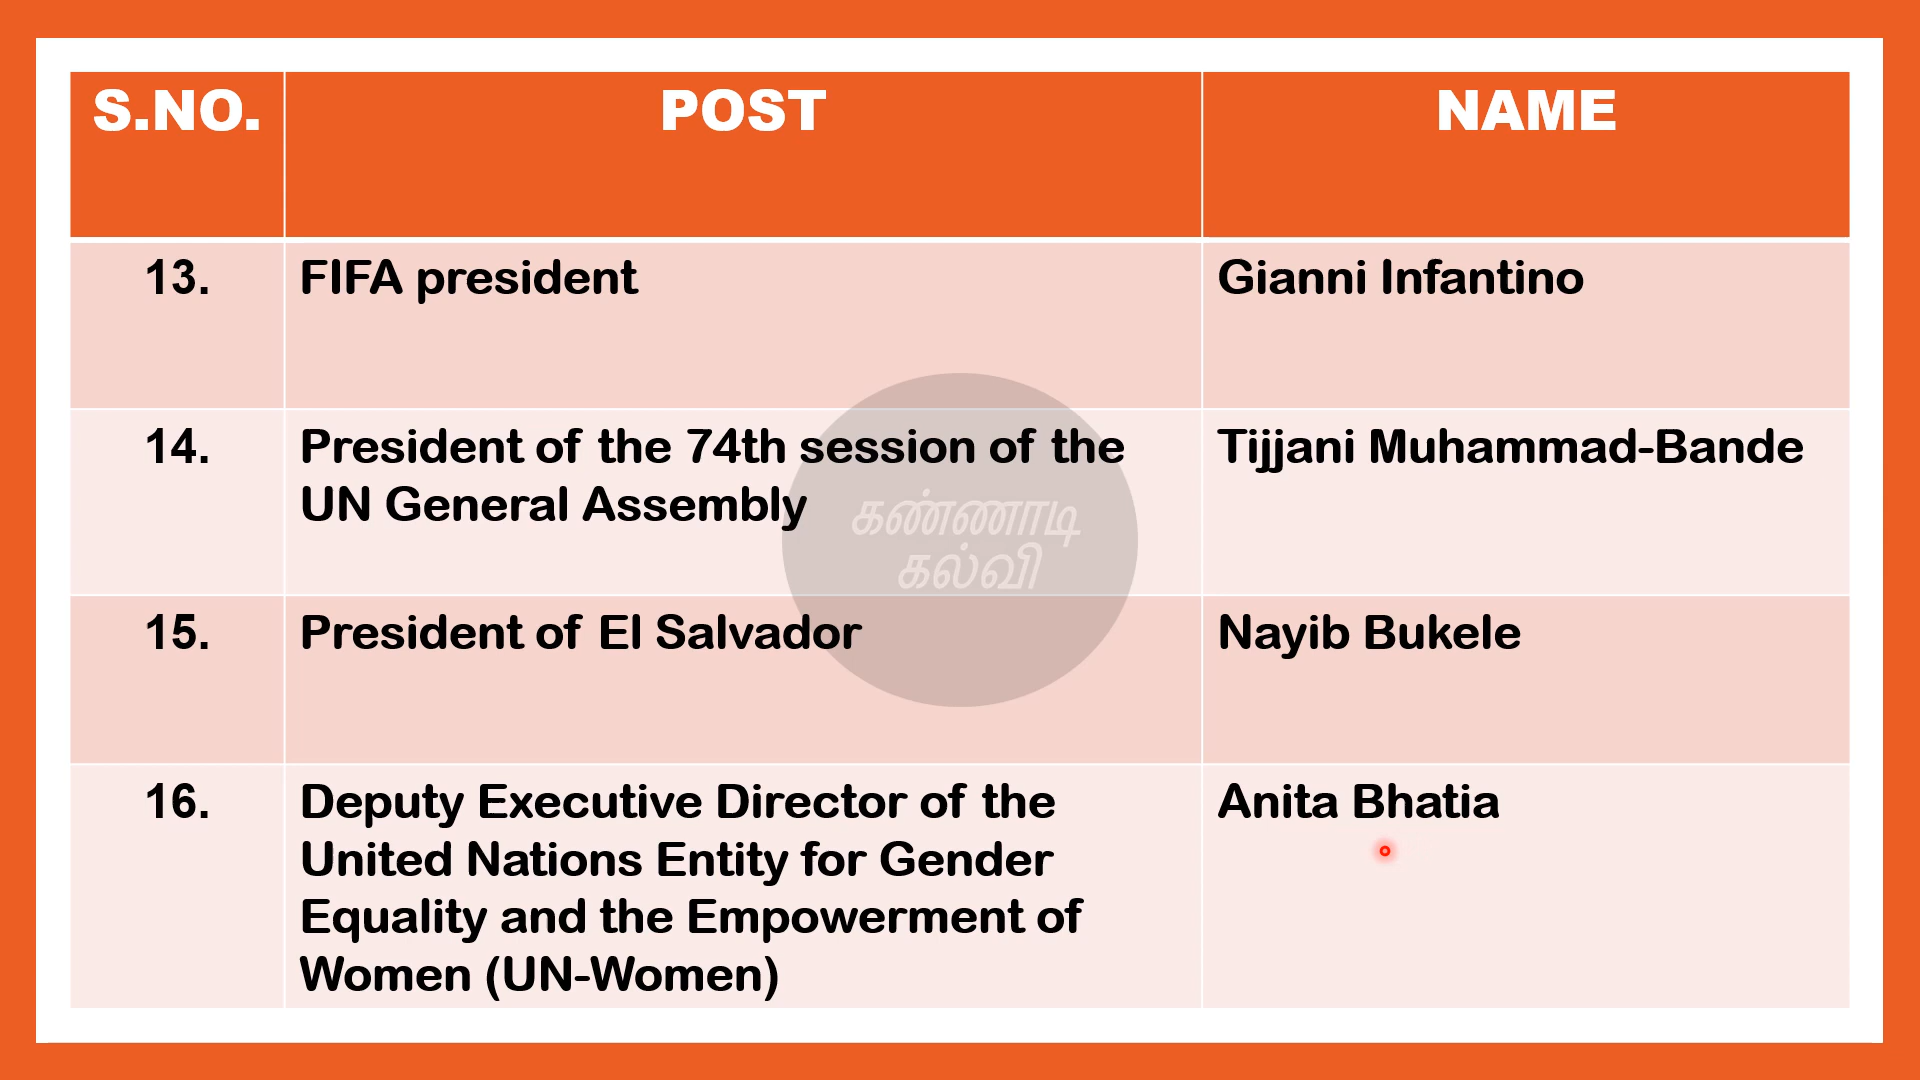 S.NO. POST NAME
13. FIFA president Gianni Infantino
14. President of the 74th session of the Tijjani Muhammad-Bande
UN General Assembly
கண்ணாடி
கல்வி
15. President of El Salvador Nayib Bukele
16. Deputy Executive Director of the Anita Bhatia
United Nations Entity for Gender
Equality and the Empowerment of
Women (UN-Women)